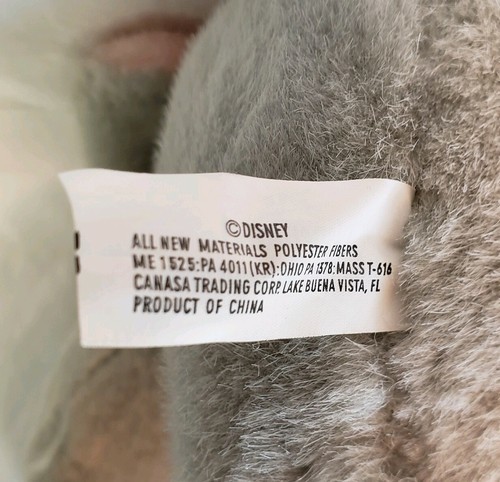 ©DISNEY
ALL NEW MATERIALS POLYESTER FIBERS
ME 1525:PA 4011(KR):OHIO PA 1578:MASS T-616
CANASA TRADING CORP. LAKE BUENA VISTA, FL
PRODUCT OF CHINA